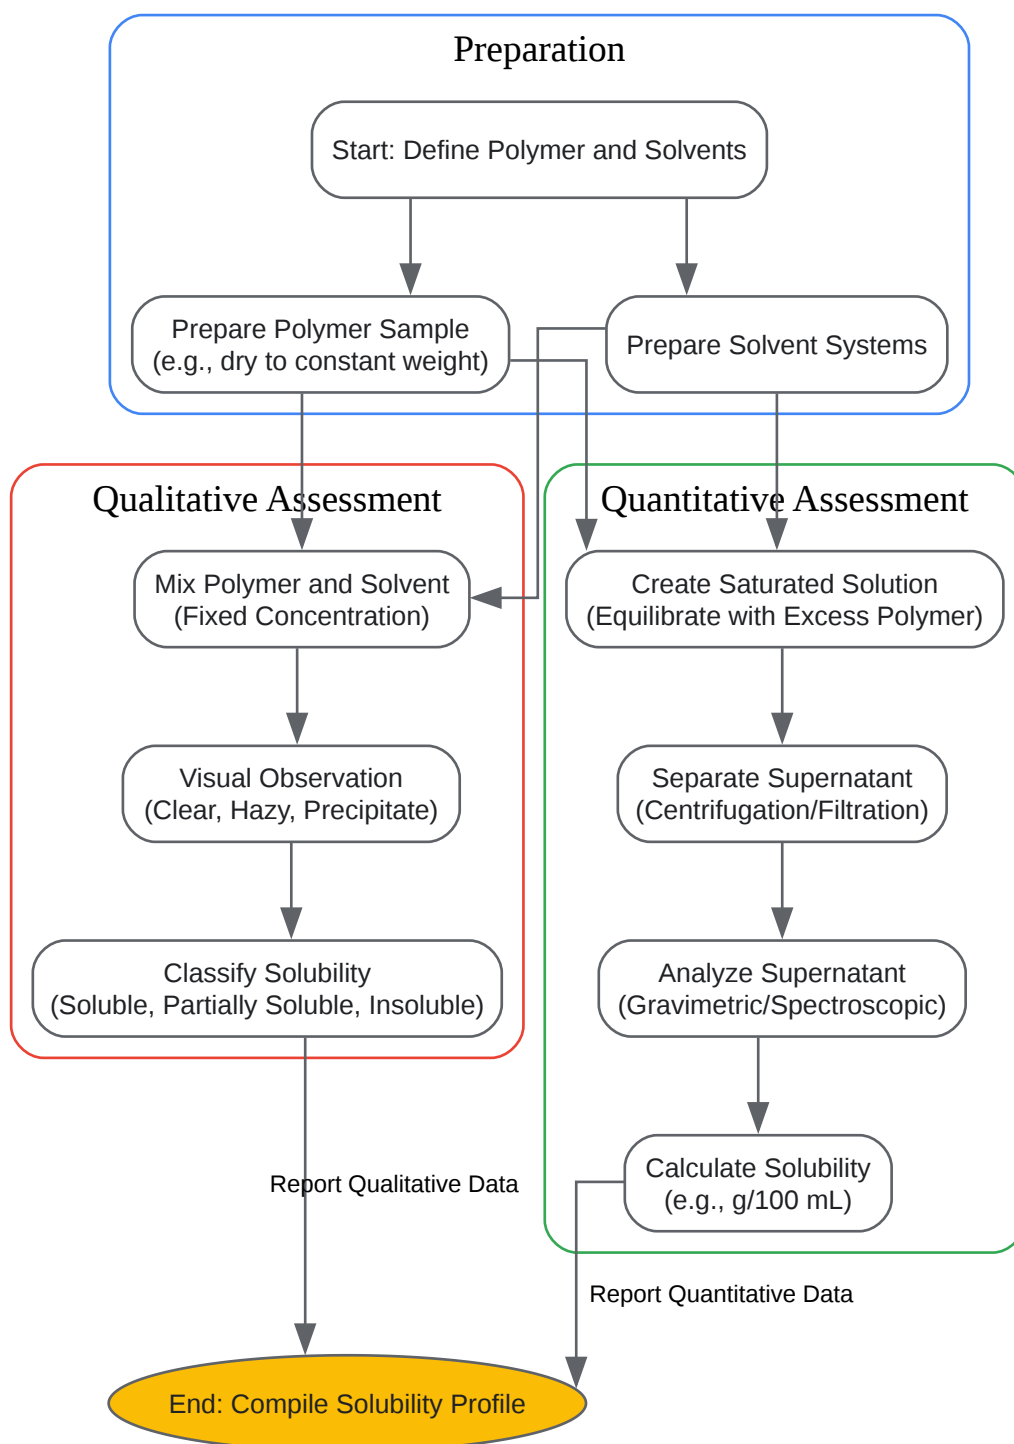 Preparation
Start: Define Polymer and Solvents
Prepare Polymer Sample
(e.g., dry to constant weight)
Prepare Solvent Systems
Qualitative Assessment
Mix Polymer and Solvent
(Fixed Concentration)
Visual Observation
(Clear, Hazy, Precipitate)
Classify Solubility
(Soluble, Partially Soluble, Insoluble)
Report Qualitative Data
Quantitative Assessment
Create Saturated Solution
(Equilibrate with Excess Polymer)
Separate Supernatant
(Centrifugation/Filtration)
Analyze Supernatant
(Gravimetric/Spectroscopic)
Calculate Solubility
(e.g., g/100 mL)
Report Quantitative Data
End: Compile Solubility Profile